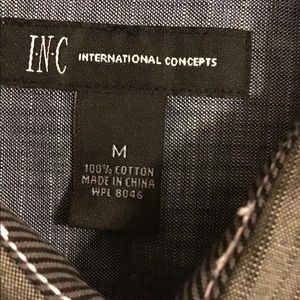 I.N.C INTERNATIONAL CONCEPTS
M
100% COTTON
MADE IN CHINA
WPL 8046